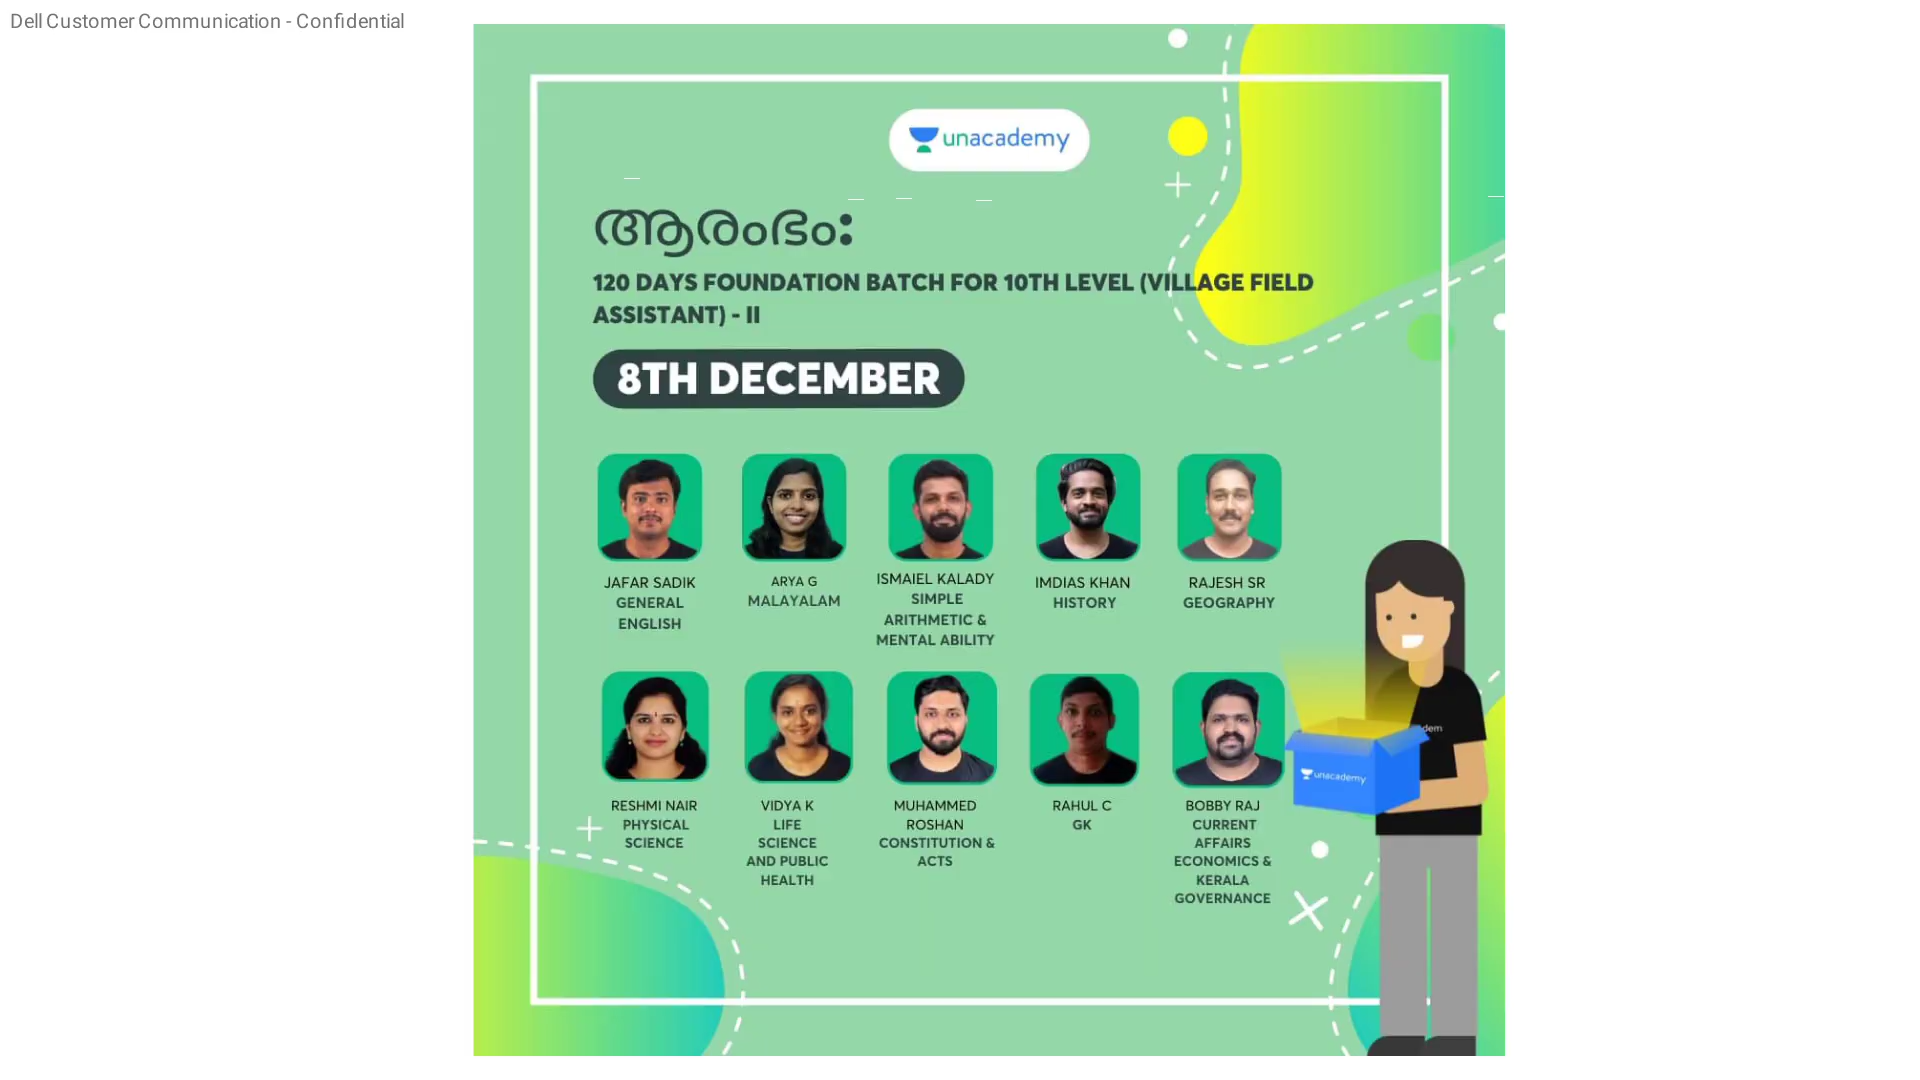 Dell Customer Communication - Confidential
unacademy
ആരംഭം:
120 DAYS FOUNDATION BATCH FOR 10TH LEVEL (VILLAGE FIELD
ASSISTANT) - II
8TH DECEMBER
JAFAR SADIK
GENERAL
ENGLISH
ARYA G
MALAYALAM
ISMAIEL KALADY
SIMPLE
ARITHMETIC &
MENTAL ABILITY
IMDIAS KHAN
HISTORY
RAJESH SR
GEOGRAPHY
RESHMI NAIR
PHYSICAL
SCIENCE
VIDYA K
LIFE
SCIENCE
AND PUBLIC
HEALTH
MUHAMMED
ROSHAN
CONSTITUTION &
ACTS
RAHUL C
GK
BOBBY RAJ
CURRENT
AFFAIRS
ECONOMICS &
KERALA
GOVERNANCE
dem
unacademy